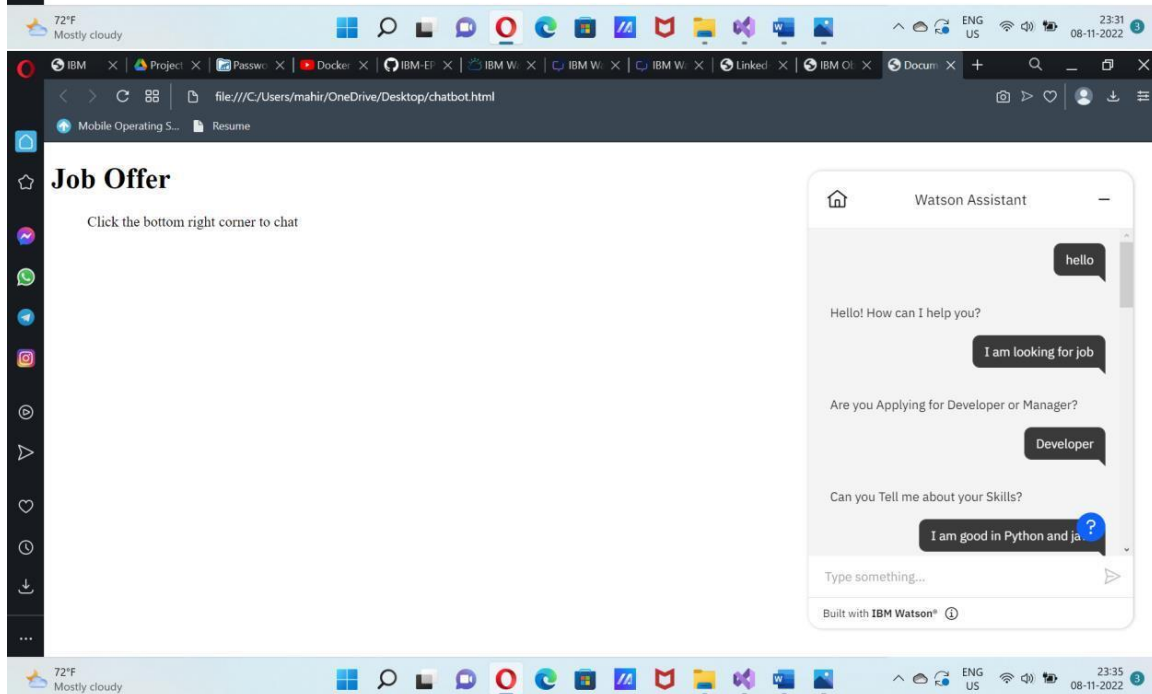 72°F
Mostly cloudy
ENG
US
23:31
08-11-2022
3
IBM
Project
Passwo
Docker
IBM-EP
IBM W
IBM W
IBM W
Linked
IBM
Docum
file:///C:/Users/mahir/OneDrive/Desktop/chatbot.html
Mobile Operating S...
Resume
Job Offer
Click the bottom right corner to chat
Watson Assistant
hello
Hello! How can I help you?
I am looking for job
Are you Applying for Developer or Manager?
Developer
Can you Tell me about your Skills?
I am good in Python and
?
Type something...
Built with IBM Watson®
72°F
Mostly cloudy
ENG
US
23:35
08-11-2022
3